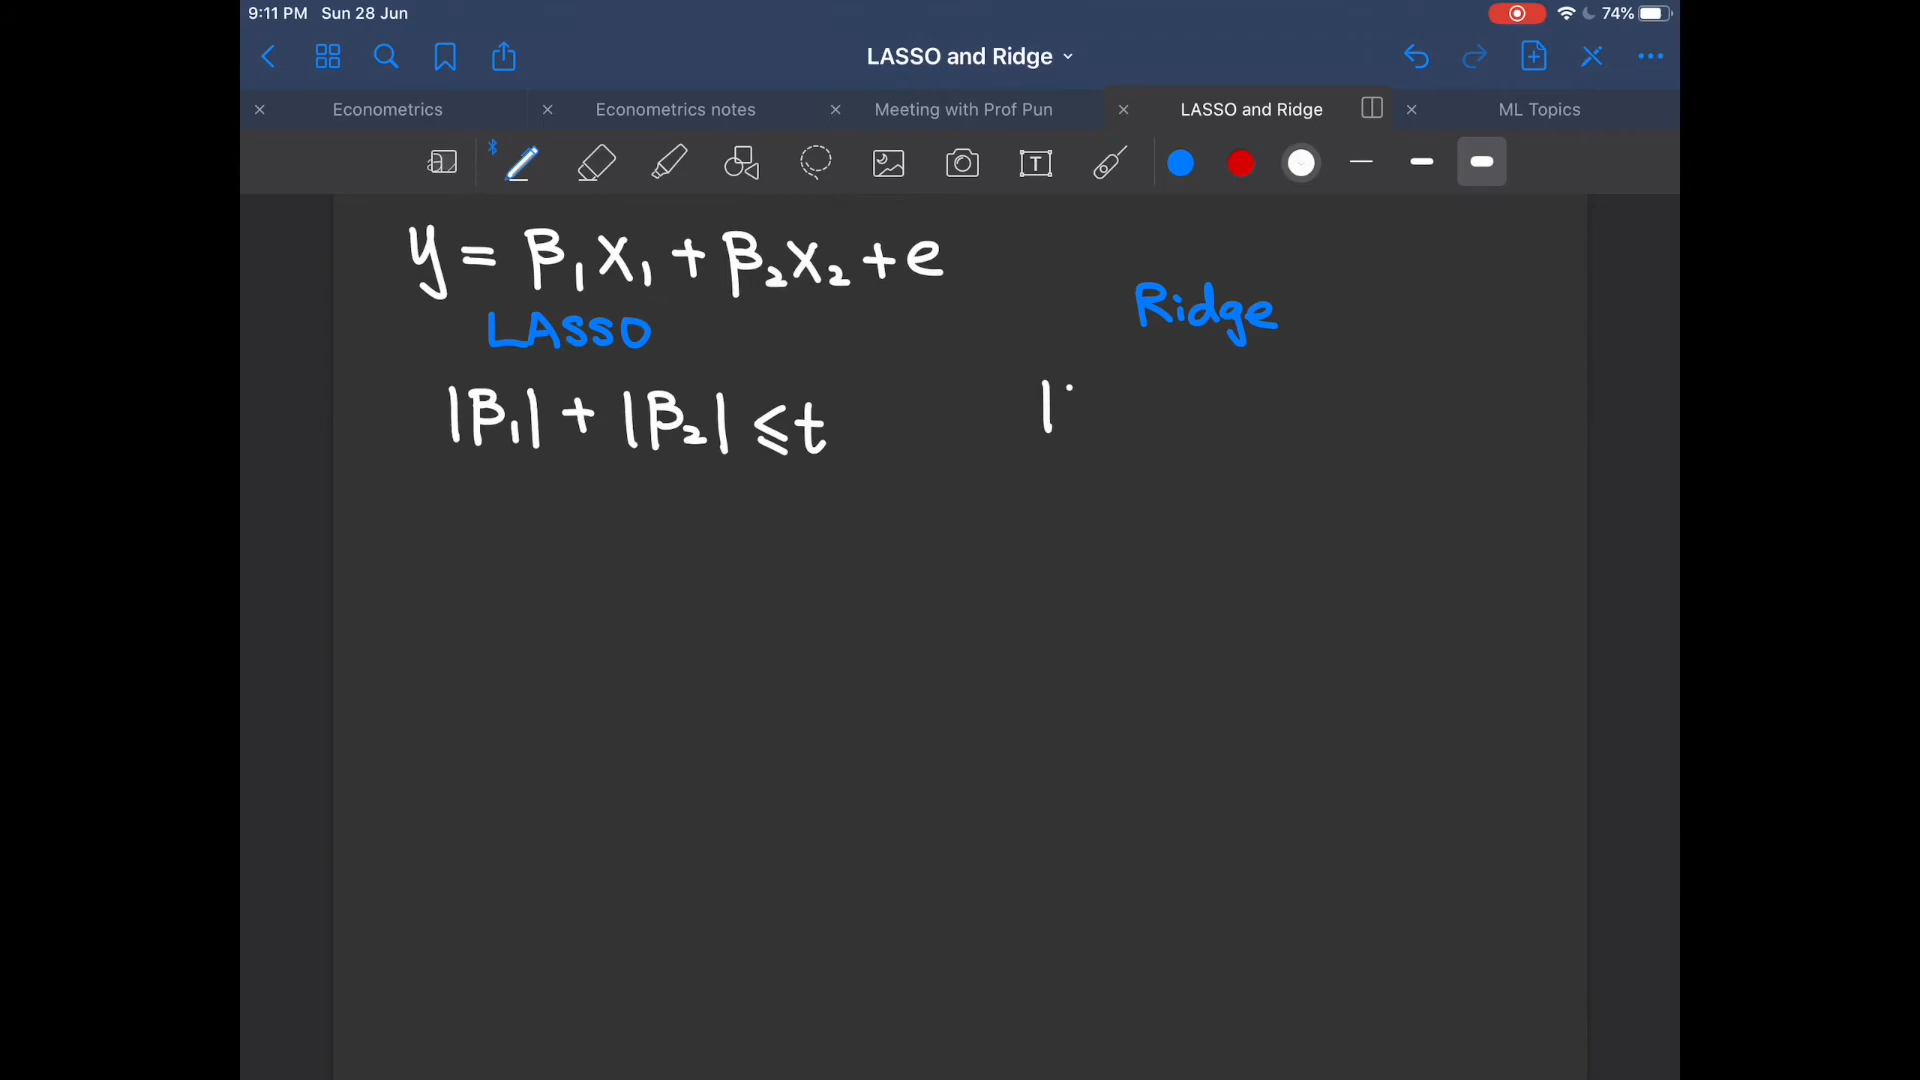 9:11 PM Sun 28 Jun 74%
LASSO and Ridge
Econometrics Econometrics notes Meeting with Prof Pun LASSO and Ridge ML Topics
T
y = β₁x₁ + β₂x₂ + e
LASSO Ridge
|β₁| + |β₂| ⩽ t |